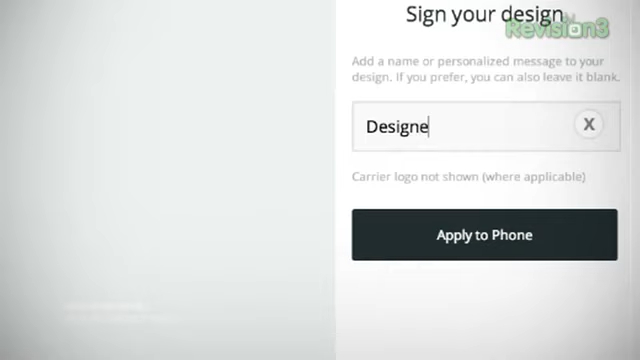 Sign your design
Revision3
Add a name or personalized message to your
design. If you prefer, you can also leave it blank.
Designe
X
Carrier logo not shown (where applicable)
Apply to Phone